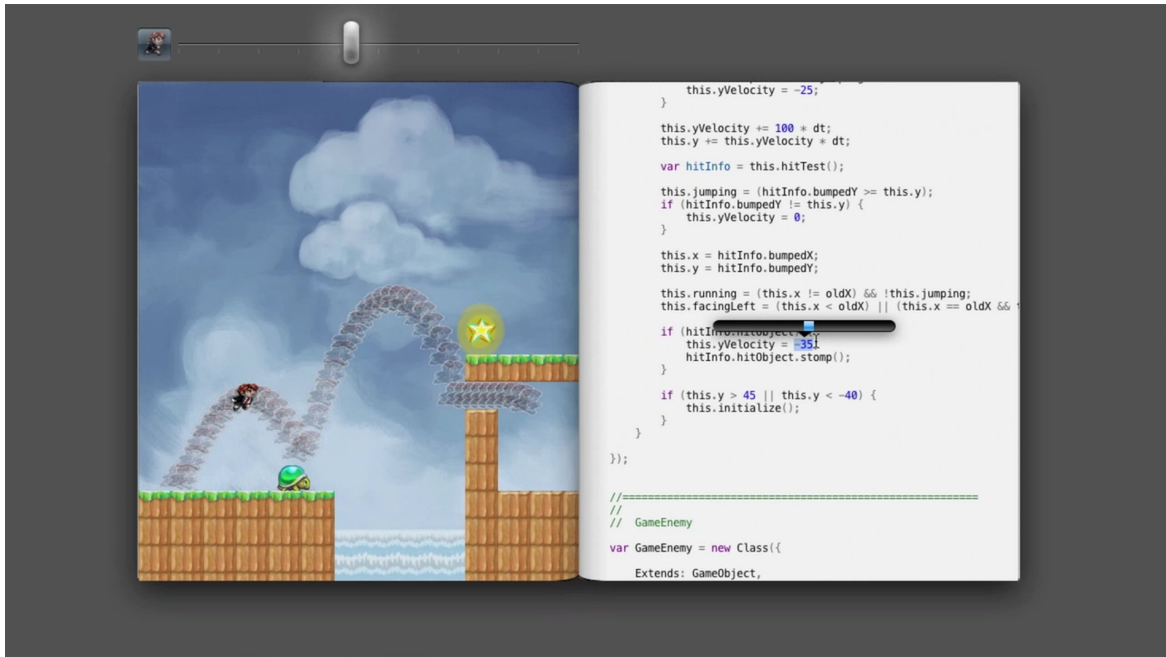 this.yVelocity = -25;
}
this.yVelocity += 100 * dt;
this.y += this.yVelocity * dt;
var hitInfo = this.hitTest();
this.jumping = (hitInfo.bumpedY >= this.y);
if (hitInfo.bumpedY != this.y) {
this.yVelocity = 0;
}
this.x = hitInfo.bumpedX;
this.y = hitInfo.bumpedY;
this.running = (this.x != oldX) && !this.jumping;
this.facingLeft = (this.x < oldX) || (this.x == oldX &&
if
this.yVelocity = -35;
hitInfo.hitObject.stomp();
}
if (this.y > 45 || this.y < -40) {
this.initialize();
}
}
});
//=========================================================
//
// GameEnemy
var GameEnemy = new Class({
Extends: GameObject,